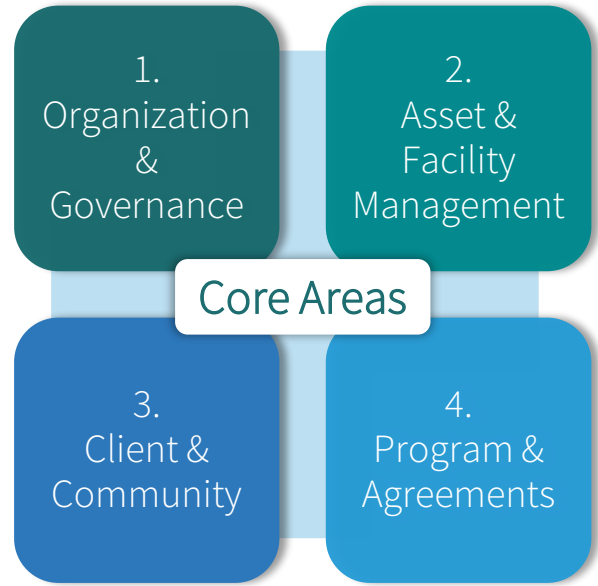 1.
Organization
&
Governance
2.
Asset &
Facility
Management
Core Areas
3.
Client &
Community
4.
Program &
Agreements